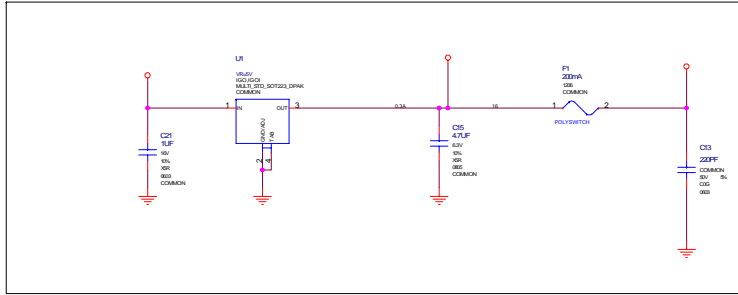 U1
VR=5V
IGO,IGO1
MULTI_STD_SOT223_DPAK
COMMON
1
IN
OUT
3
GND/ADJ
TAB
2
4
C21
1UF
16V
10%
X5R
0603
COMMON
0.3A
16
C15
4.7UF
6.3V
10%
X5R
0805
COMMON
F1
200mA
1206
COMMON
1
2
POLYSWITCH
C13
220PF
COMMON
50V 5%
C0G
0603